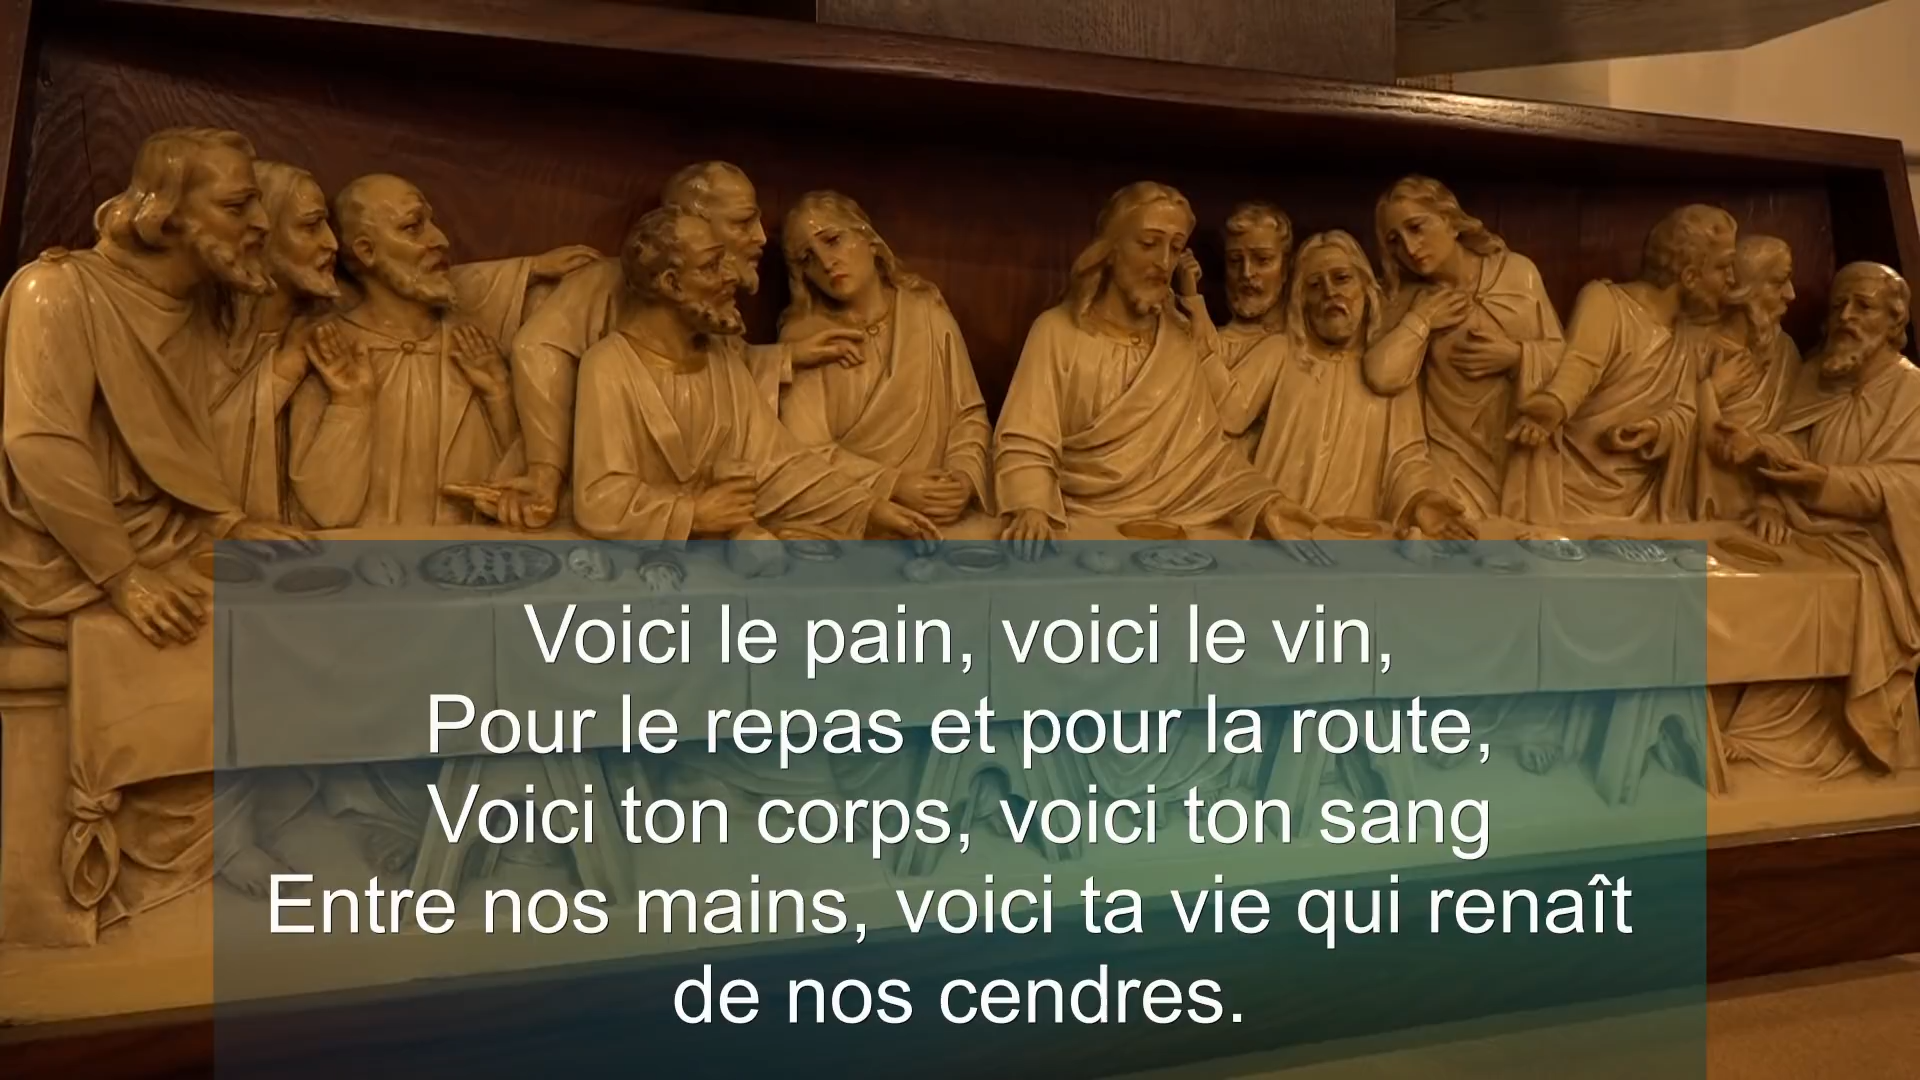 Voici le pain, voici le vin,
Pour le repas et pour la route,
Voici ton corps, voici ton sang
Entre nos mains, voici ta vie qui renaît
de nos cendres.